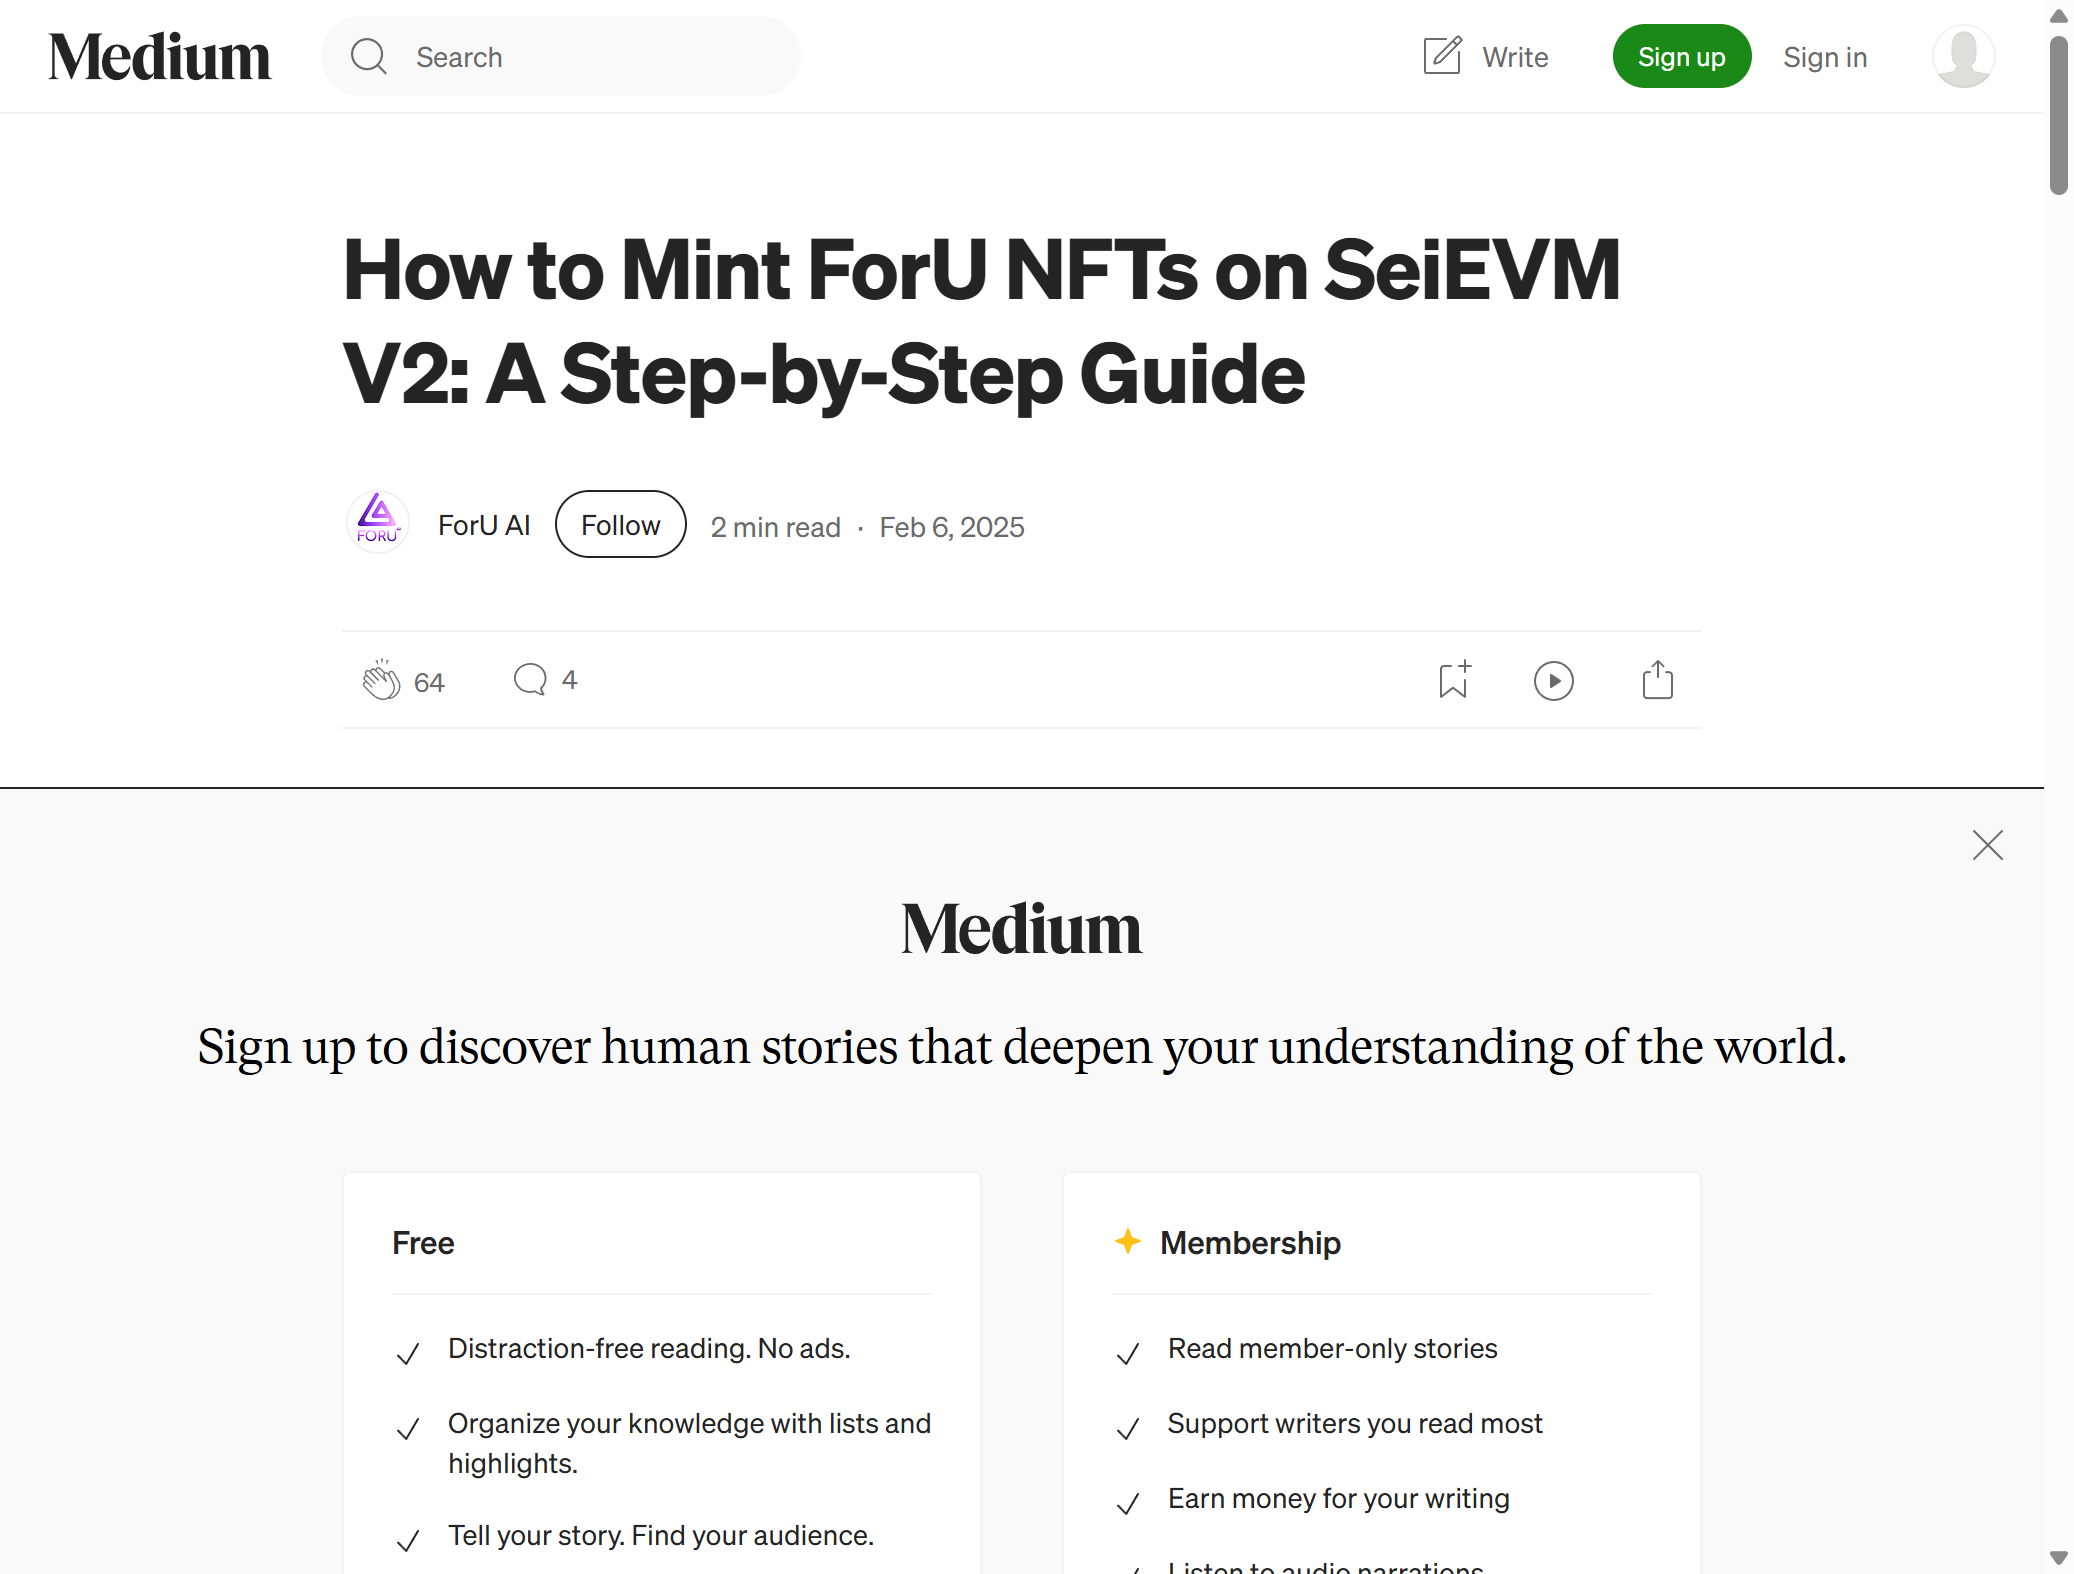 Medium
Search
Write
Sign up
Sign in
How to Mint ForU NFTs on SeiEVM
V2: A Step-by-Step Guide
FORU
ForU AI
Follow
2 min read · Feb 6, 2025
64
4
Medium
Sign up to discover human stories that deepen your understanding of the world.
Free
Distraction-free reading. No ads.
Organize your knowledge with lists and
highlights.
Tell your story. Find your audience.
Membership
Read member-only stories
Support writers you read most
Earn money for your writing
Listen to audio narrations